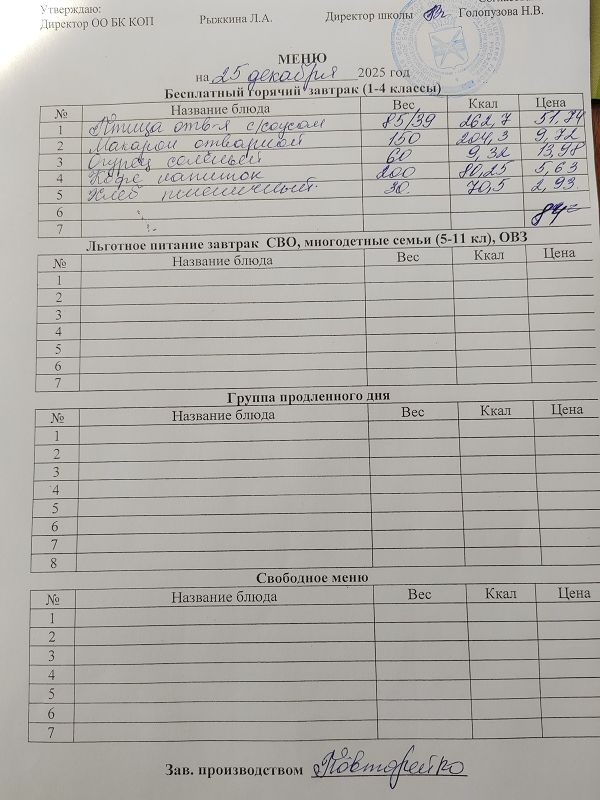 Утверждаю:
Директор ОО БК КОП Рыжкина Л.А. Директор школы Голопузова Н.В.
МЕНЮ
на 25 декабря 2025 год
Бесплатный горячий завтрак (1-4 классы)
№ Название блюда Вес Ккал Цена
1 Птица отв-я с/соусом 85/39 262,7 51,74
2 Макарон отварной 150 204,3 9,72
3 Огурец соленый 60 9,32 13,98
4 Кофе напиток 200 80,25 5,63
5 Хлеб пшеничный. 30. 70,5 2,93
6
7 84=
Льготное питание завтрак СВО, многодетные семьи (5-11 кл), ОВЗ
№ Название блюда Вес Ккал Цена
1
2
3
4
5
6
7
Группа продленного дня
№ Название блюда Вес Ккал Цена
1
2
3
4
5
6
7
8
Свободное меню
№ Название блюда Вес Ккал Цена
1
2
3
4
5
6
7
Зав. производством